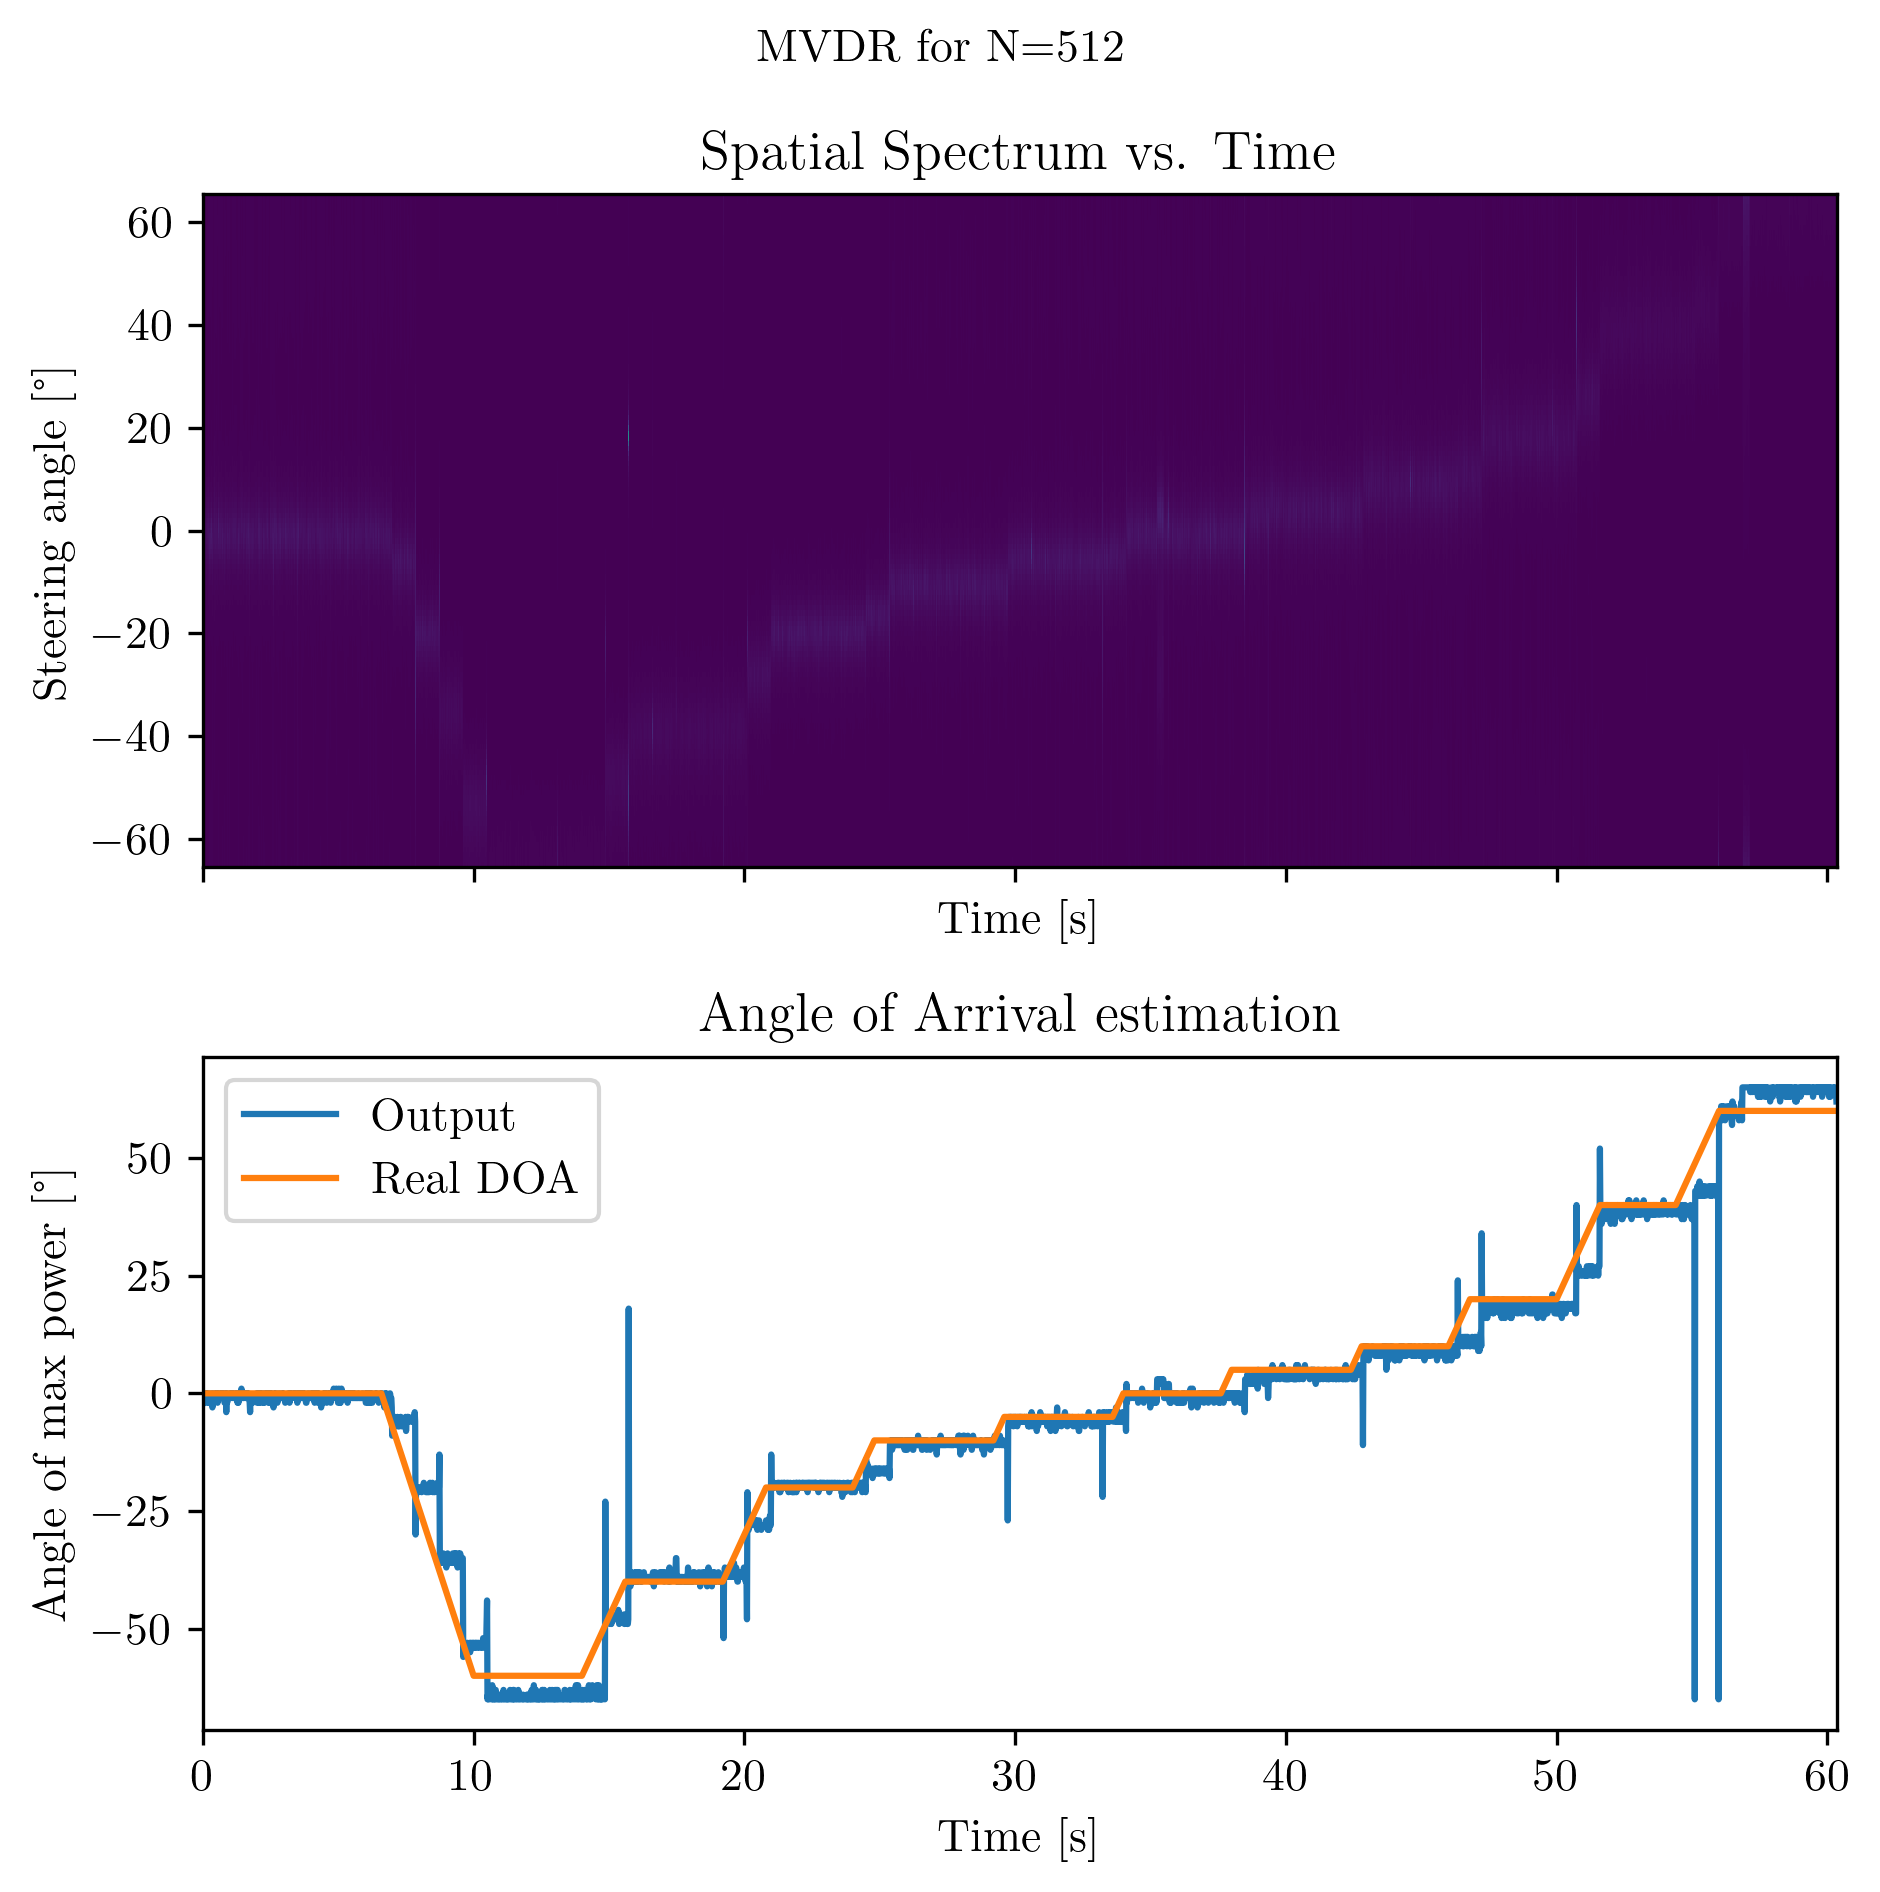 MVDR for N=512
Spatial Spectrum vs. Time
60
40
20
0
−20
−40
−60
Steering angle [°]
Time [s]
Angle of Arrival estimation
Output
Real DOA
50
25
0
−25
−50
Angle of max power [°]
0 10 20 30 40 50 60
Time [s]